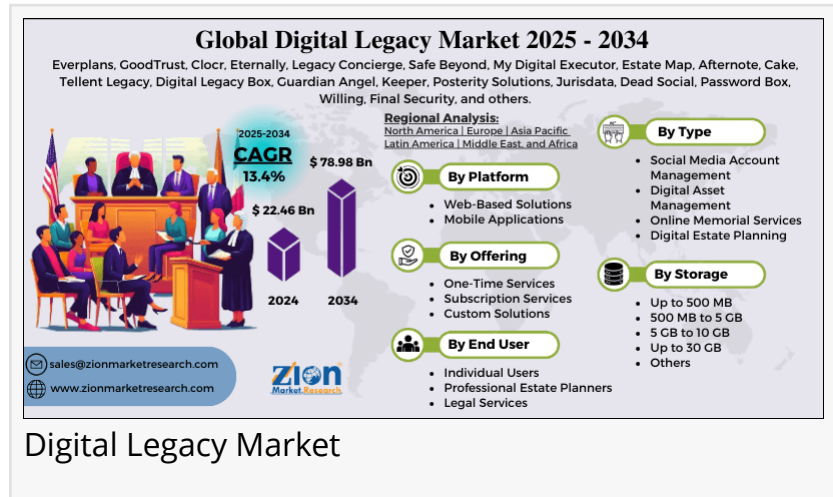 Global Digital Legacy Market 2025 - 2034
Everplans, GoodTrust, Clocr, Eternally, Legacy Concierge, Safe Beyond, My Digital Executor, Estate Map, Afternote, Cake,
Tellent Legacy, Digital Legacy Box, Guardian Angel, Keeper, Posterity Solutions, Jurisdata, Dead Social, Password Box,
Willing, Final Security, and others.
2025-2034
CAGR
13.4%
$ 22.46 Bn
$ 78.98 Bn
2024
2034
Regional Analysis:
North America | Europe | Asia Pacific
Latin America | Middle East, and Africa
By Platform
• Web-Based Solutions
• Mobile Applications
By Offering
• One-Time Services
• Subscription Services
• Custom Solutions
By End User
• Individual Users
• Professional Estate Planners
• Legal Services
By Type
• Social Media Account
Management
• Digital Asset
Management
• Online Memorial Services
• Digital Estate Planning
By Storage
• Up to 500 MB
• 500 MB to 5 GB
• 5 GB to 10 GB
• Up to 30 GB
• Others
sales@zionmarketresearch.com
www.zionmarketresearch.com
Zion
Market.Research
Digital Legacy Market